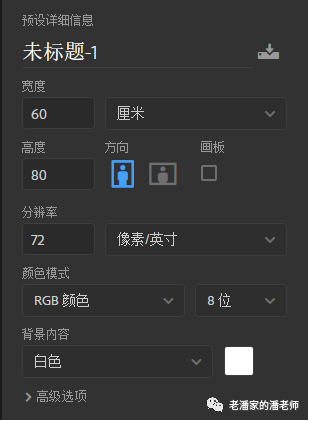 预设详细信息
未标题-1
宽度
60 厘米
高度 方向 画板
80
分辨率
72 像素/英寸
颜色模式
RGB 颜色 8 位
背景内容
白色
高级选项
老潘家的潘老师